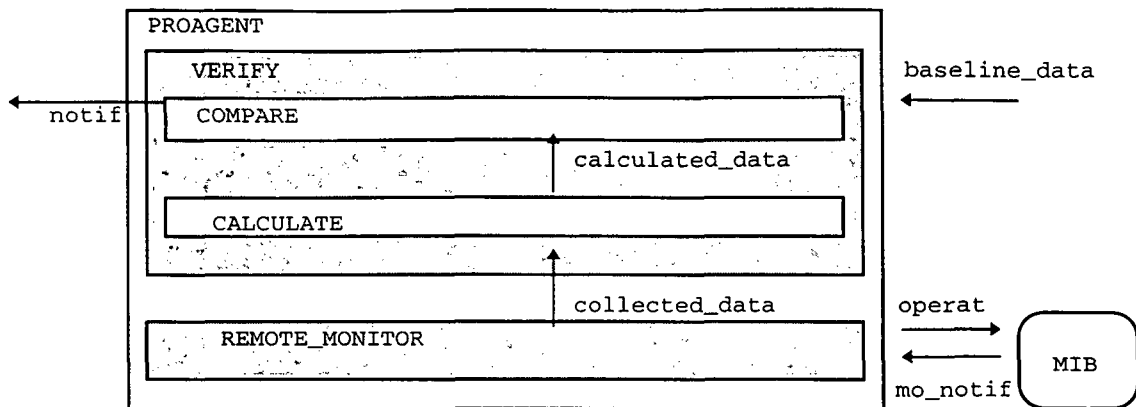 PROAGENT
VERIFY
baseline_data
notif
COMPARE
calculated_data
CALCULATE
collected_data
operat
REMOTE_MONITOR
MIB
mo_notif